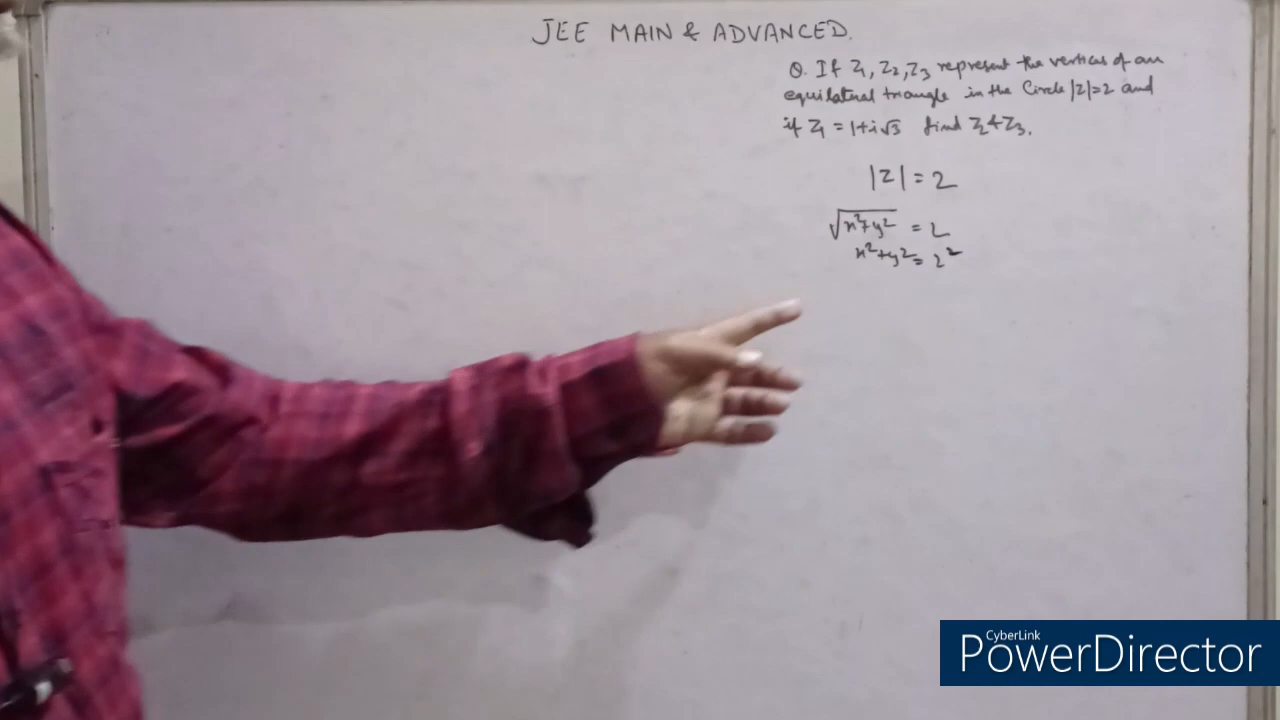 JEE MAIN & ADVANCED.
Q. If Z1, Z2, Z3 represent the vertices of an
equilateral triangle in the Circle |Z|=2 and
if Z1 = 1+i√3 find Z2 & Z3.
|Z| = 2
√x²+y² = 2
x²+y² = 2²
CyberLink
PowerDirector